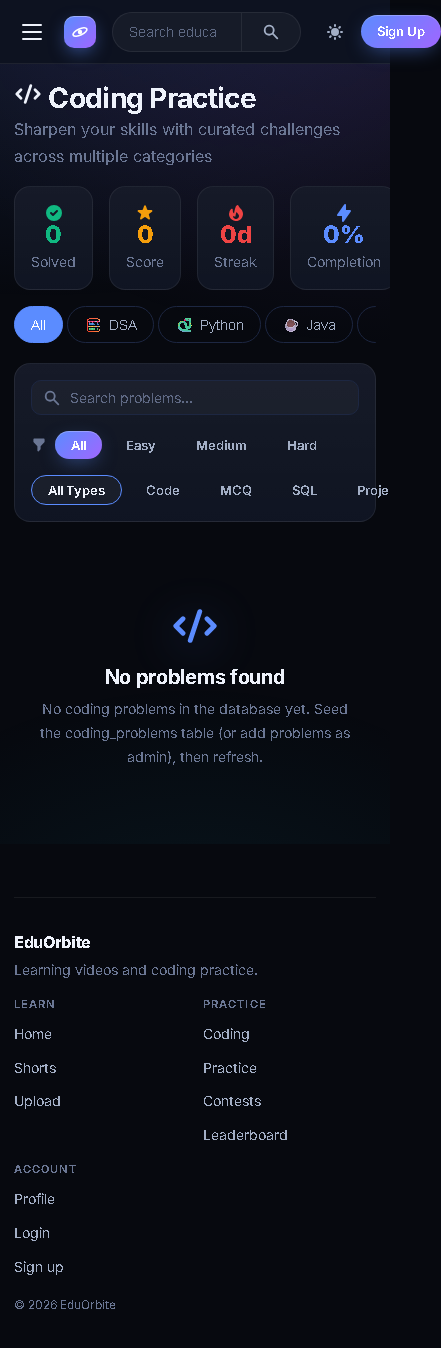 Search educa
Sign Up
</> Coding Practice
Sharpen your skills with curated challenges
across multiple categories
0
Solved
0
Score
0d
Streak
0%
Completion
All
DSA
Python
Java
Search problems...
All
Easy
Medium
Hard
All Types
Code
MCQ
SQL
Proje
</>
No problems found
No coding problems in the database yet. Seed
the coding_problems table (or add problems as
admin), then refresh.
EduOrbite
Learning videos and coding practice.
LEARN
Home
Shorts
Upload
PRACTICE
Coding
Practice
Contests
Leaderboard
ACCOUNT
Profile
Login
Sign up
© 2026 EduOrbite